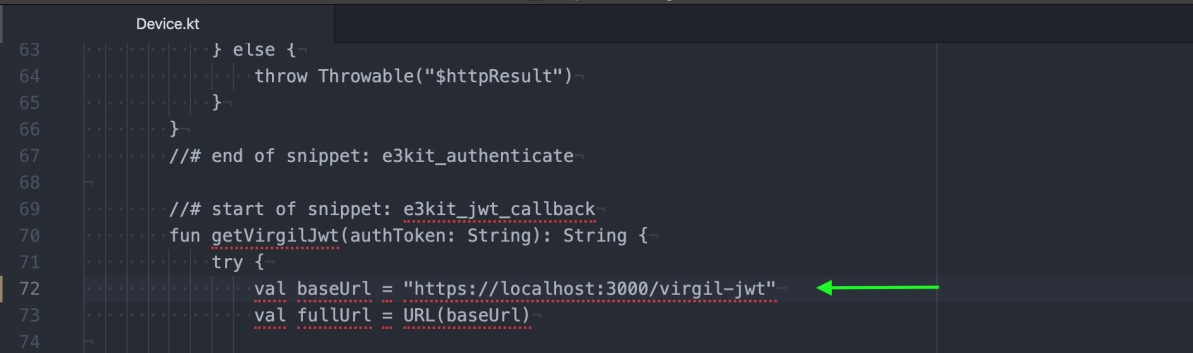 Device.kt
63 } else {
64 throw Throwable("$httpResult")
65 }
66 }
67 //# end of snippet: e3kit_authenticate
68
69 //# start of snippet: e3kit_jwt_callback
70 fun getVirgilJwt(authToken: String): String {
71 try {
72 val baseUrl = "https://localhost:3000/virgil-jwt"
73 val fullUrl = URL(baseUrl)
74